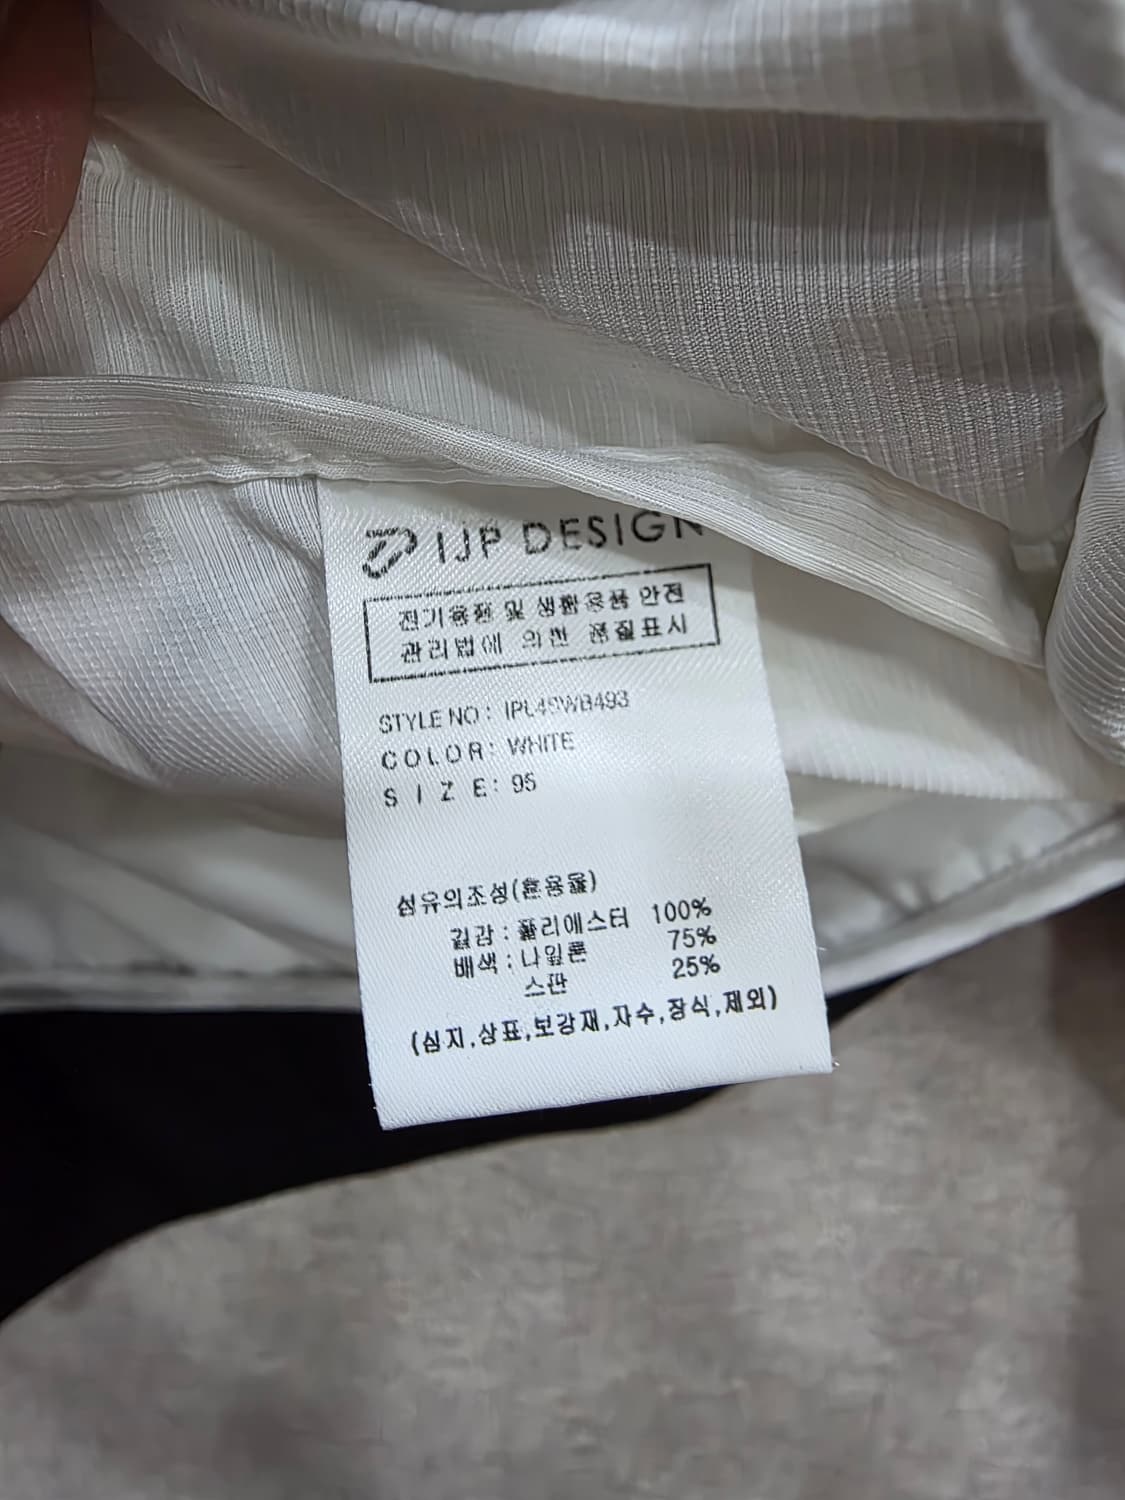 IJP DESIGN
전기용품 및 생활용품 안전
관리법에 의한 품질표시
STYLE NO : IPL4SWB493
COLOR: WHITE
SIZE: 95
섬유의조성(혼용율)
겉감 : 폴리에스터 100%
배색 : 나일론 75%
스판 25%
(심지,상표,보강재,자수,장식,제외)